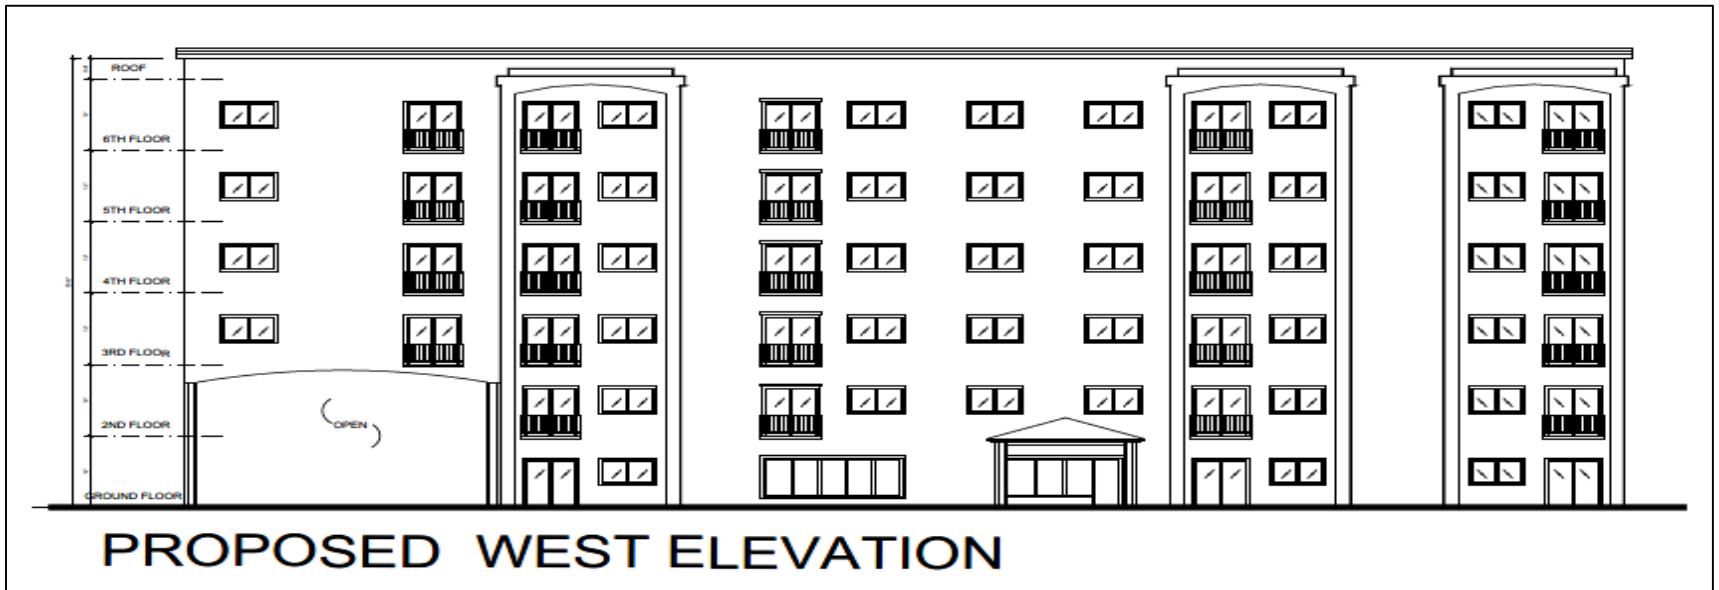 ROOF
6TH FLOOR
5TH FLOOR
4TH FLOOR
3RD FLOOR
2ND FLOOR
OPEN
GROUND FLOOR
PROPOSED WEST ELEVATION